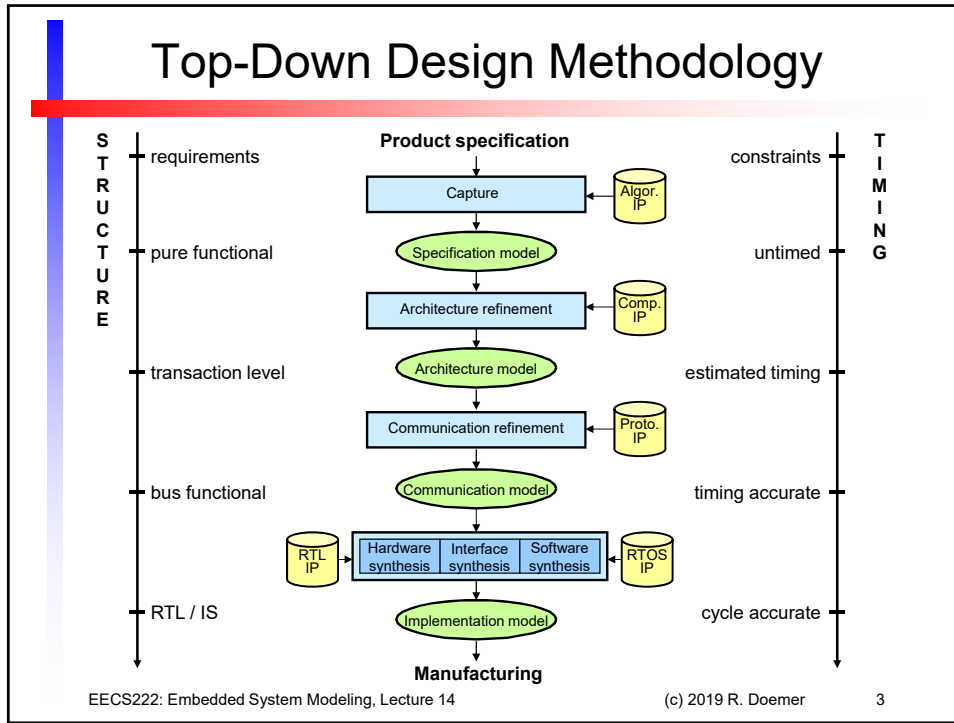 Top-Down Design Methodology
STRUCTURE
TIMING
Product specification
requirements
constraints
Capture
Algor.
IP
pure functional
Specification model
untimed
Architecture refinement
Comp.
IP
transaction level
Architecture model
estimated timing
Communication refinement
Proto.
IP
bus functional
Communication model
timing accurate
RTL
IP
Hardware
synthesis
Interface
synthesis
Software
synthesis
RTOS
IP
RTL / IS
Implementation model
cycle accurate
Manufacturing
EECS222: Embedded System Modeling, Lecture 14
(c) 2019 R. Doemer
3